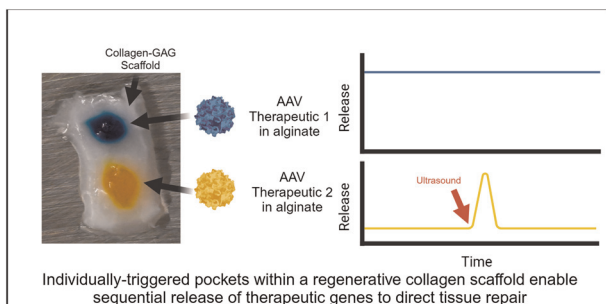 Collagen-GAG
Scaffold
AAV
Therapeutic 1
in alginate
AAV
Therapeutic 2
in alginate
Release
Release
Ultrasound
Time
Individually-triggered pockets within a regenerative collagen scaffold enable
sequential release of therapeutic genes to direct tissue repair